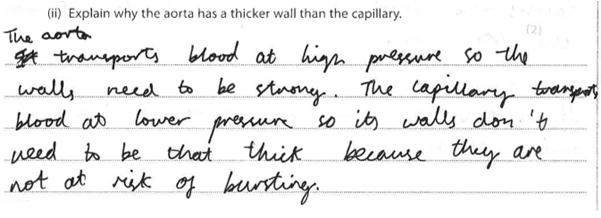 (ii) Explain why the aorta has a thicker wall than the capillary.
(2)
The aorta
transports blood at high pressure so the
walls need to be strong. The capillary transports
blood at lower pressure so its walls don't
need to be that thick because they are
not at risk of bursting.